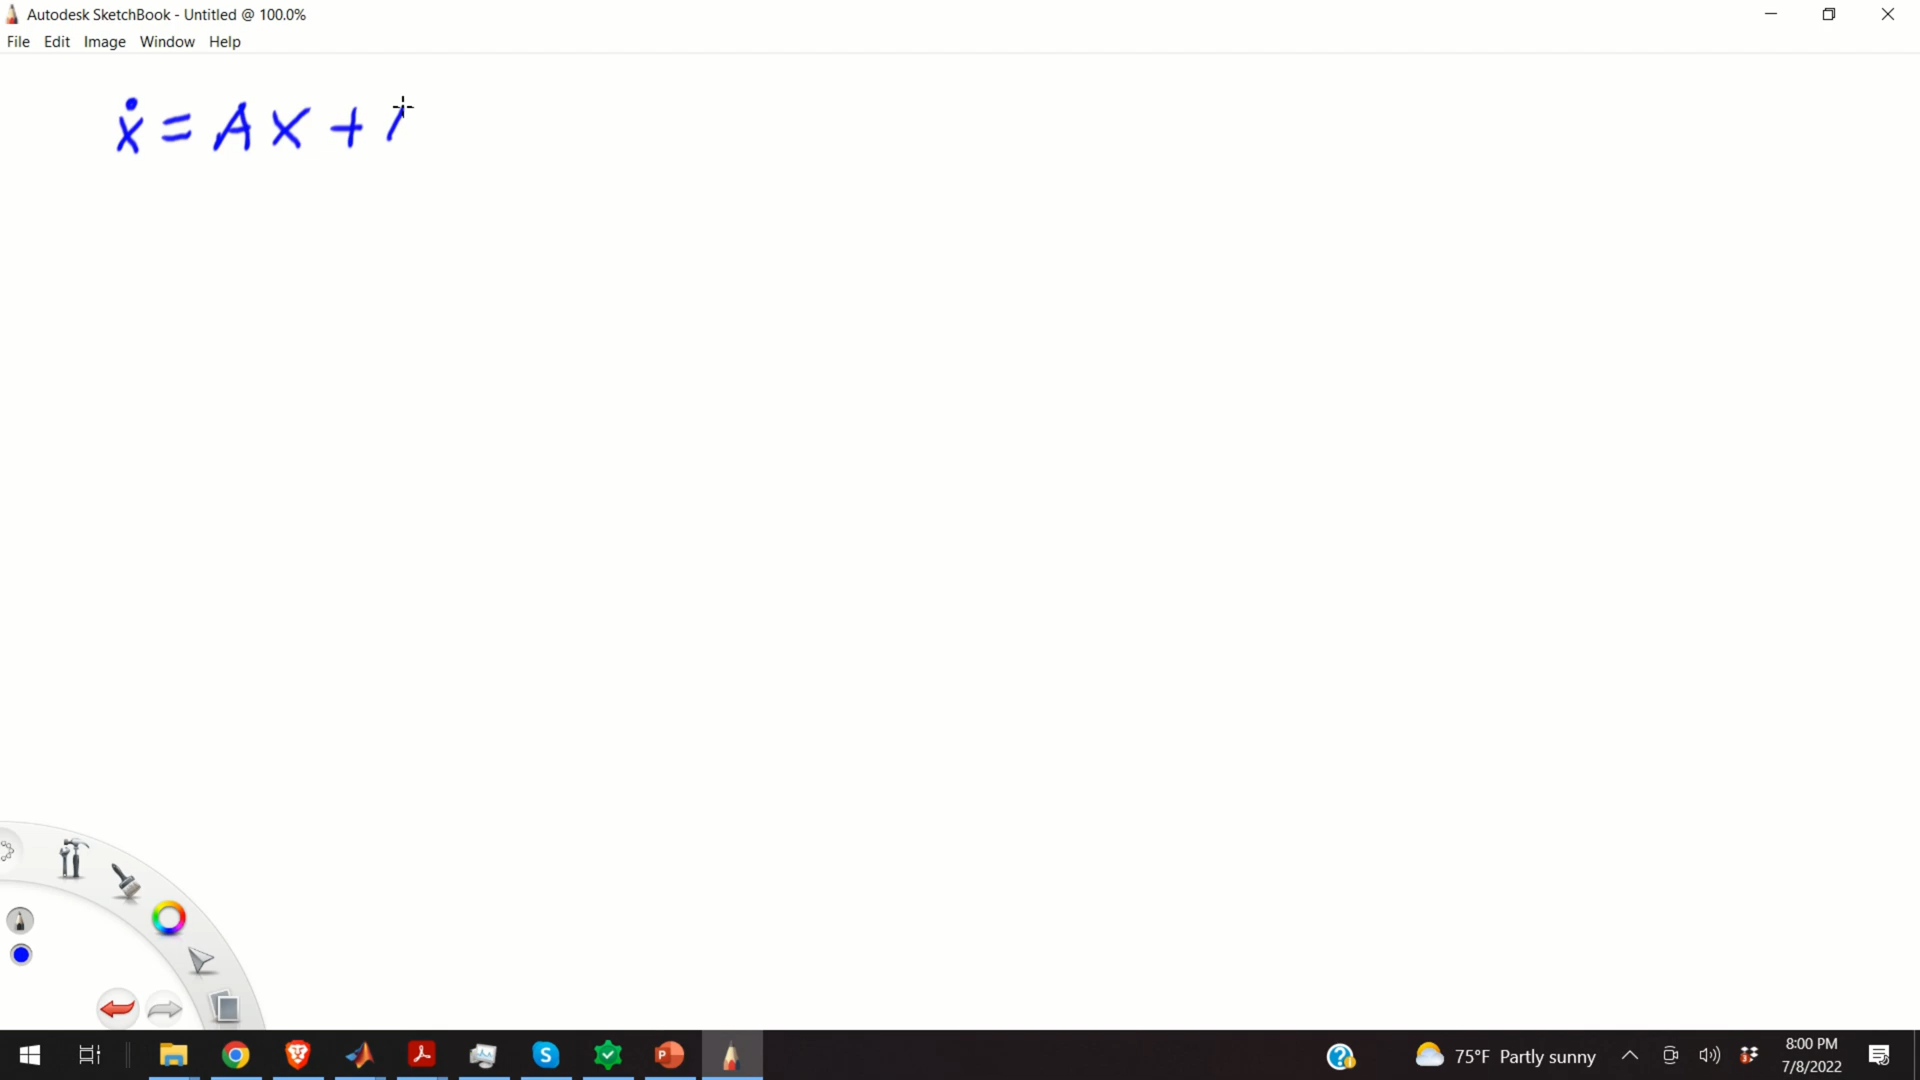 Autodesk SketchBook - Untitled @ 100.0%
File Edit Image Window Help
ẋ = A x +
75°F Partly sunny
8:00 PM
7/8/2022